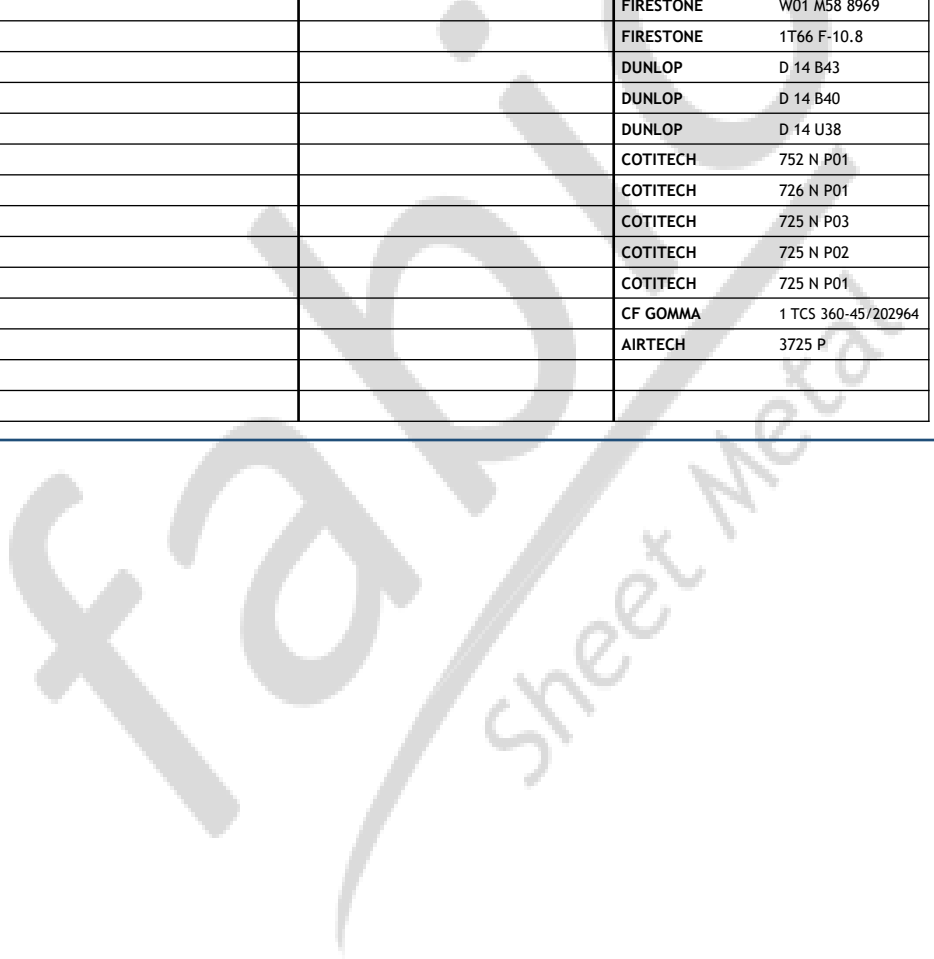 FIRESTONE W01 M58 8969
FIRESTONE 1T66 F-10.8
DUNLOP D 14 B43
DUNLOP D 14 B40
DUNLOP D 14 U38
COTITECH 752 N P01
COTITECH 726 N P01
COTITECH 725 N P03
COTITECH 725 N P02
COTITECH 725 N P01
CF GOMMA 1 TCS 360-45/202964
AIRTECH 3725 P
fabio
Sheet Metal